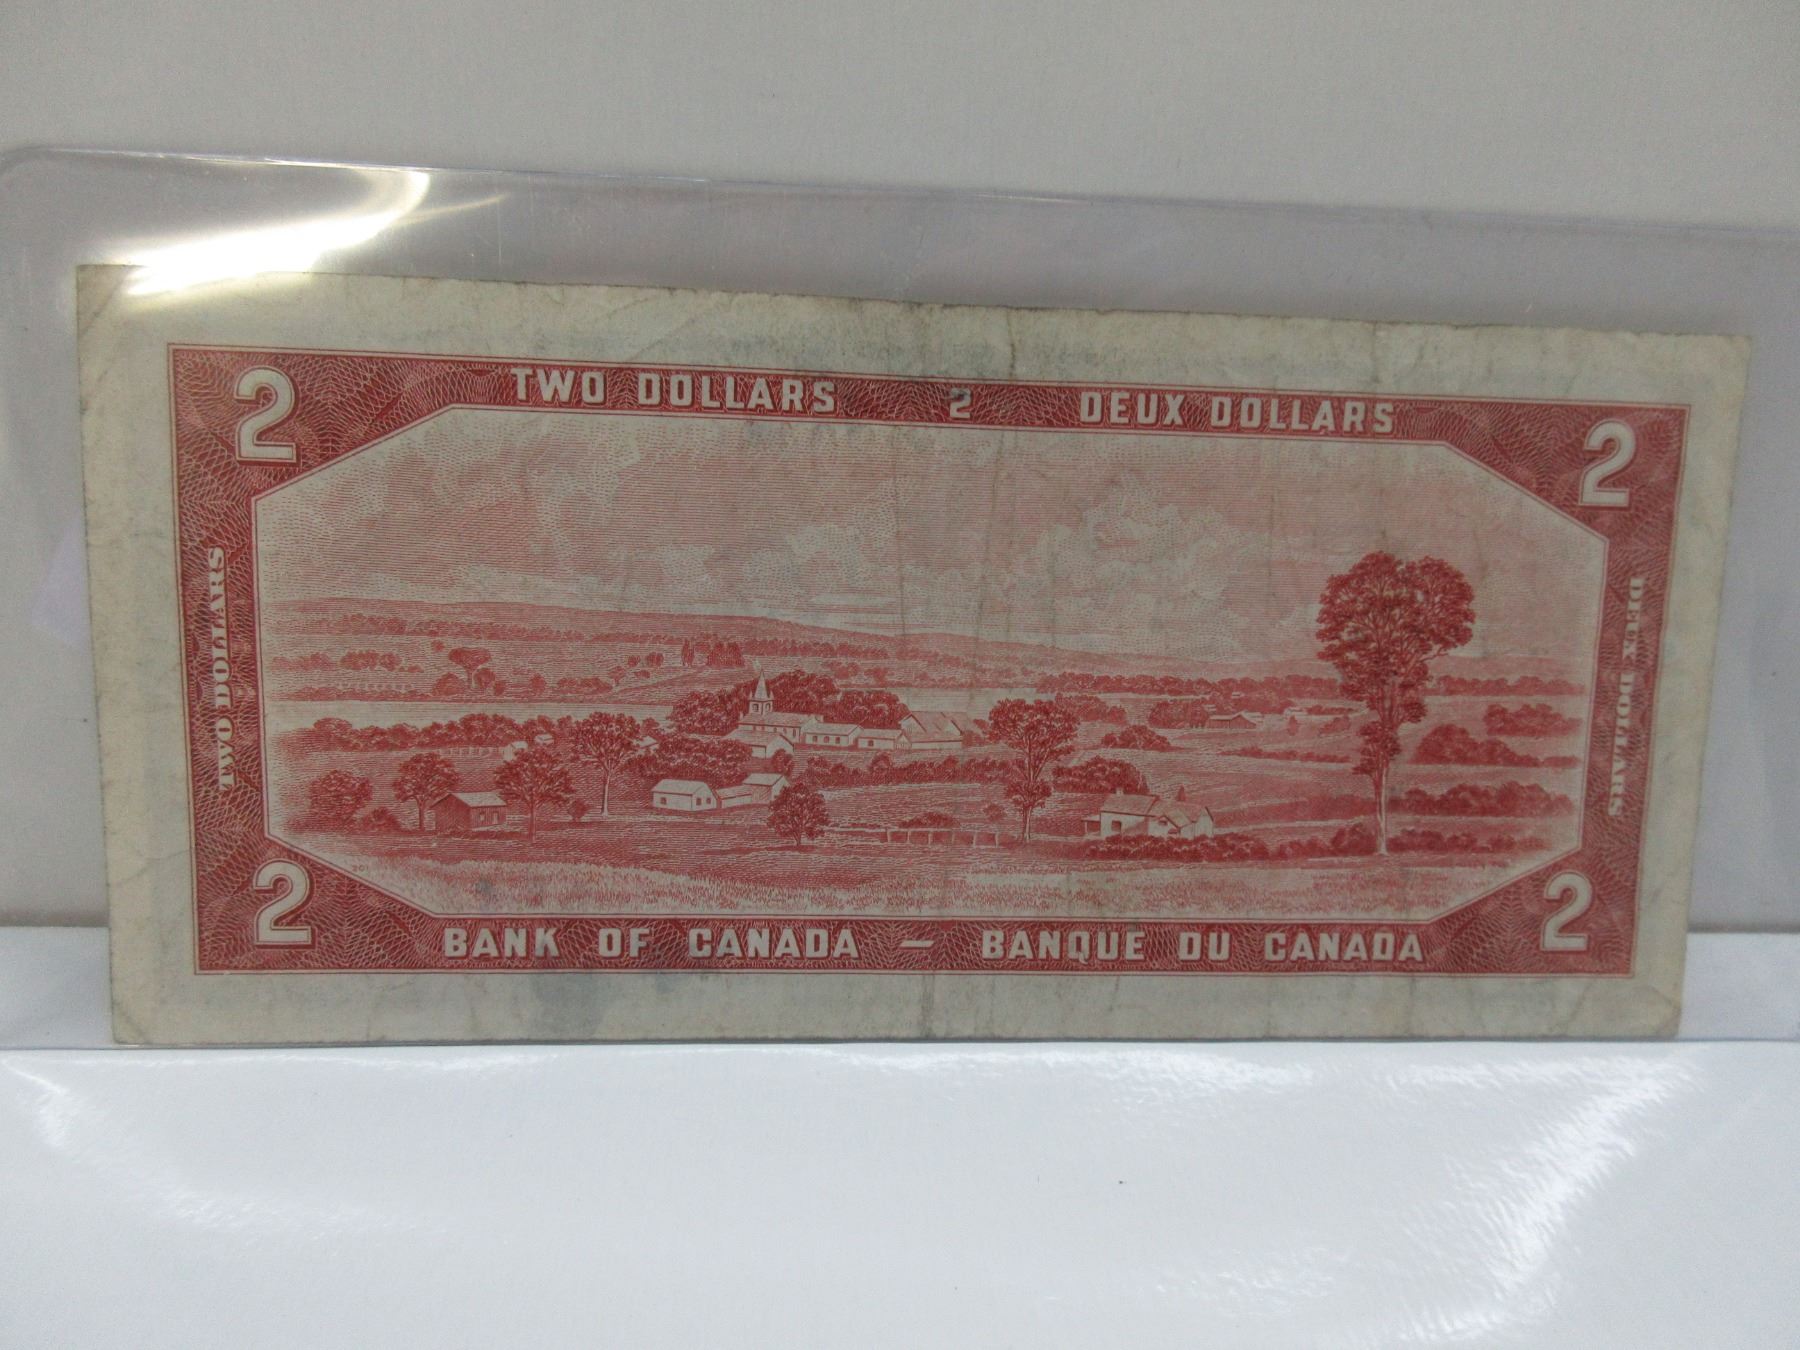 2 TWO DOLLARS 2 DEUX DOLLARS 2
TWO DOLLARS
DEUX DOLLARS
2 BANK OF CANADA — BANQUE DU CANADA 2